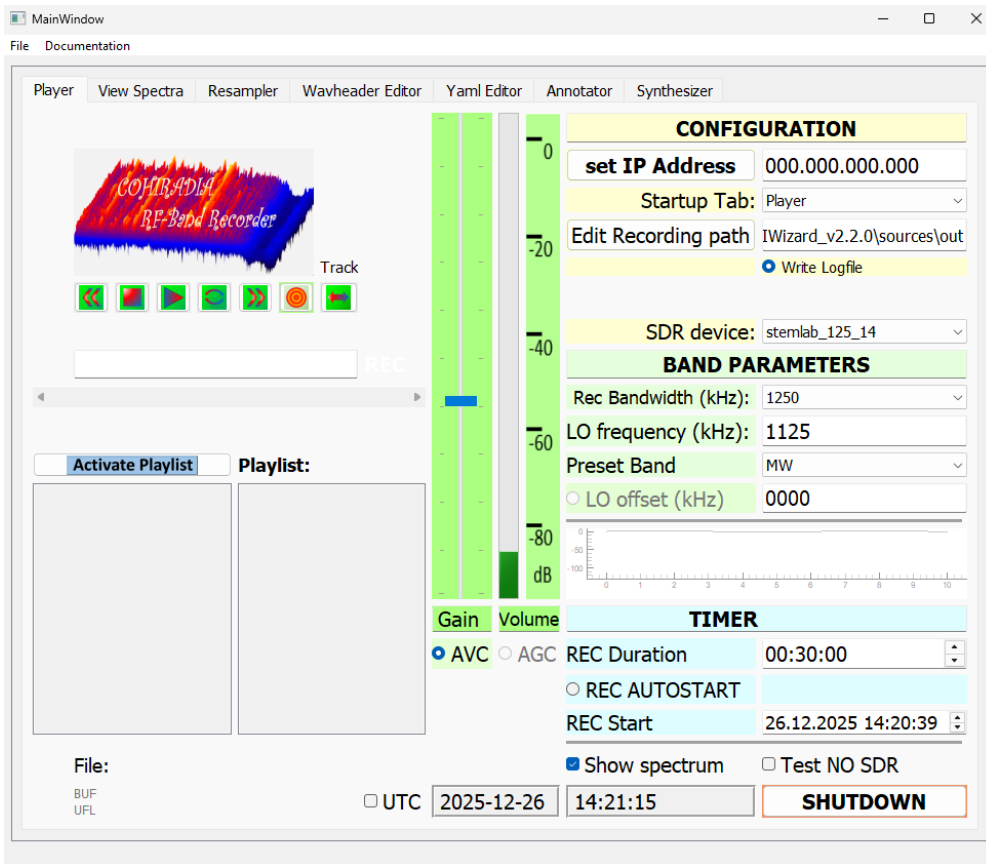 MainWindow
File Documentation
Player View Spectra Resampler Wavheader Editor Yaml Editor Annotator Synthesizer
COHIRADIA
RF-Band Recorder
Track
REC
Activate Playlist
Playlist:
File:
BUF
UFL
UTC 2025-12-26 14:21:15
0
-20
-40
-60
-80
dB
Gain Volume
AVC AGC
CONFIGURATION
set IP Address 000.000.000.000
Startup Tab: Player
Edit Recording path IWizard_v2.2.0\sources\out
Write Logfile
SDR device: stemlab_125_14
BAND PARAMETERS
Rec Bandwidth (kHz): 1250
LO frequency (kHz): 1125
Preset Band MW
LO offset (kHz) 0000
0
-50
-100
0 1 2 3 4 5 6 7 8 9 10
TIMER
REC Duration 00:30:00
REC AUTOSTART
REC Start 26.12.2025 14:20:39
Show spectrum Test NO SDR
SHUTDOWN